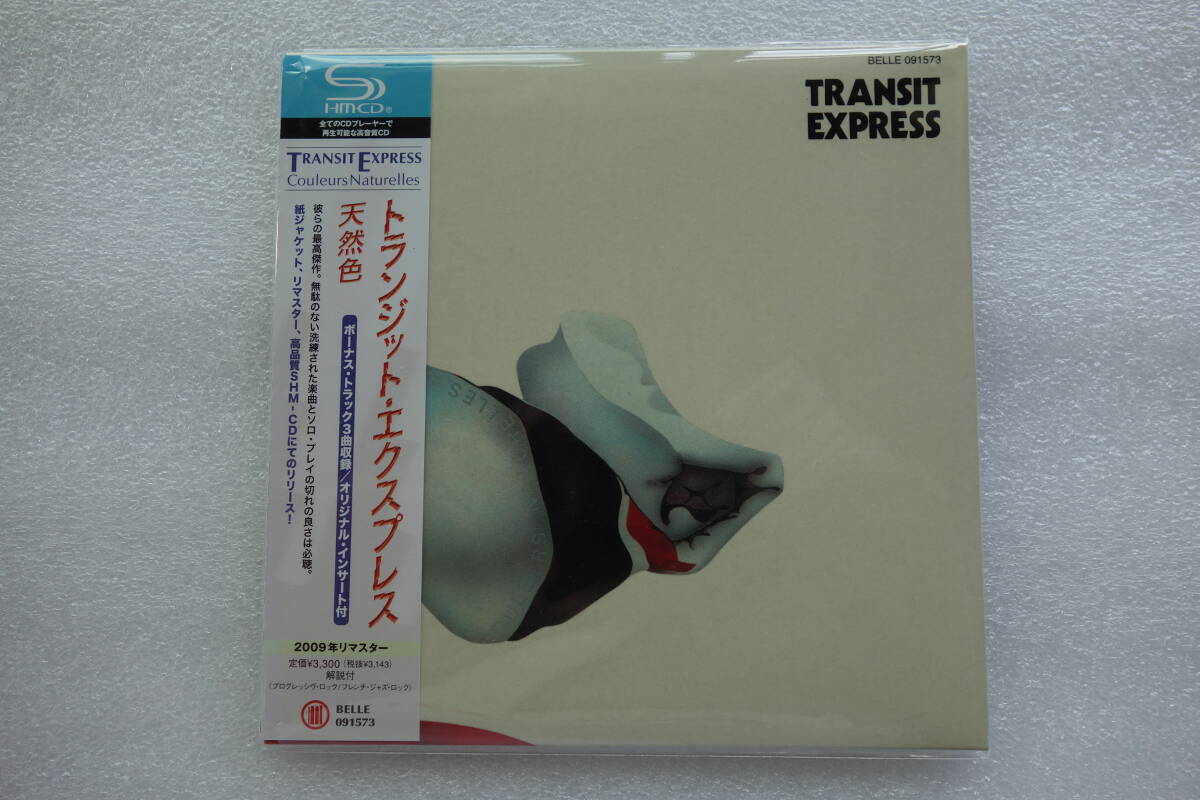 HMCD®
全てのCDプレーヤーで
再生可能な高音質CD
TRANSIT EXPRESS
Couleurs Naturelles
トランジット・エクスプレス
天然色
ボーナス・トラック3曲収録/オリジナル・インサート付
彼らの最高傑作。無駄のない洗練された楽曲とソロ・プレイの切れの良さは必聴。
紙ジャケット、リマスター、高品質SHM-CDにてのリリース!
2009年リマスター
定価¥3,300(税抜¥3,143)
解説付
(プログレッシヴ・ロック/フレンチ・ジャズ・ロック)
BELLE
091573
BELLE 091573
TRANSIT
EXPRESS